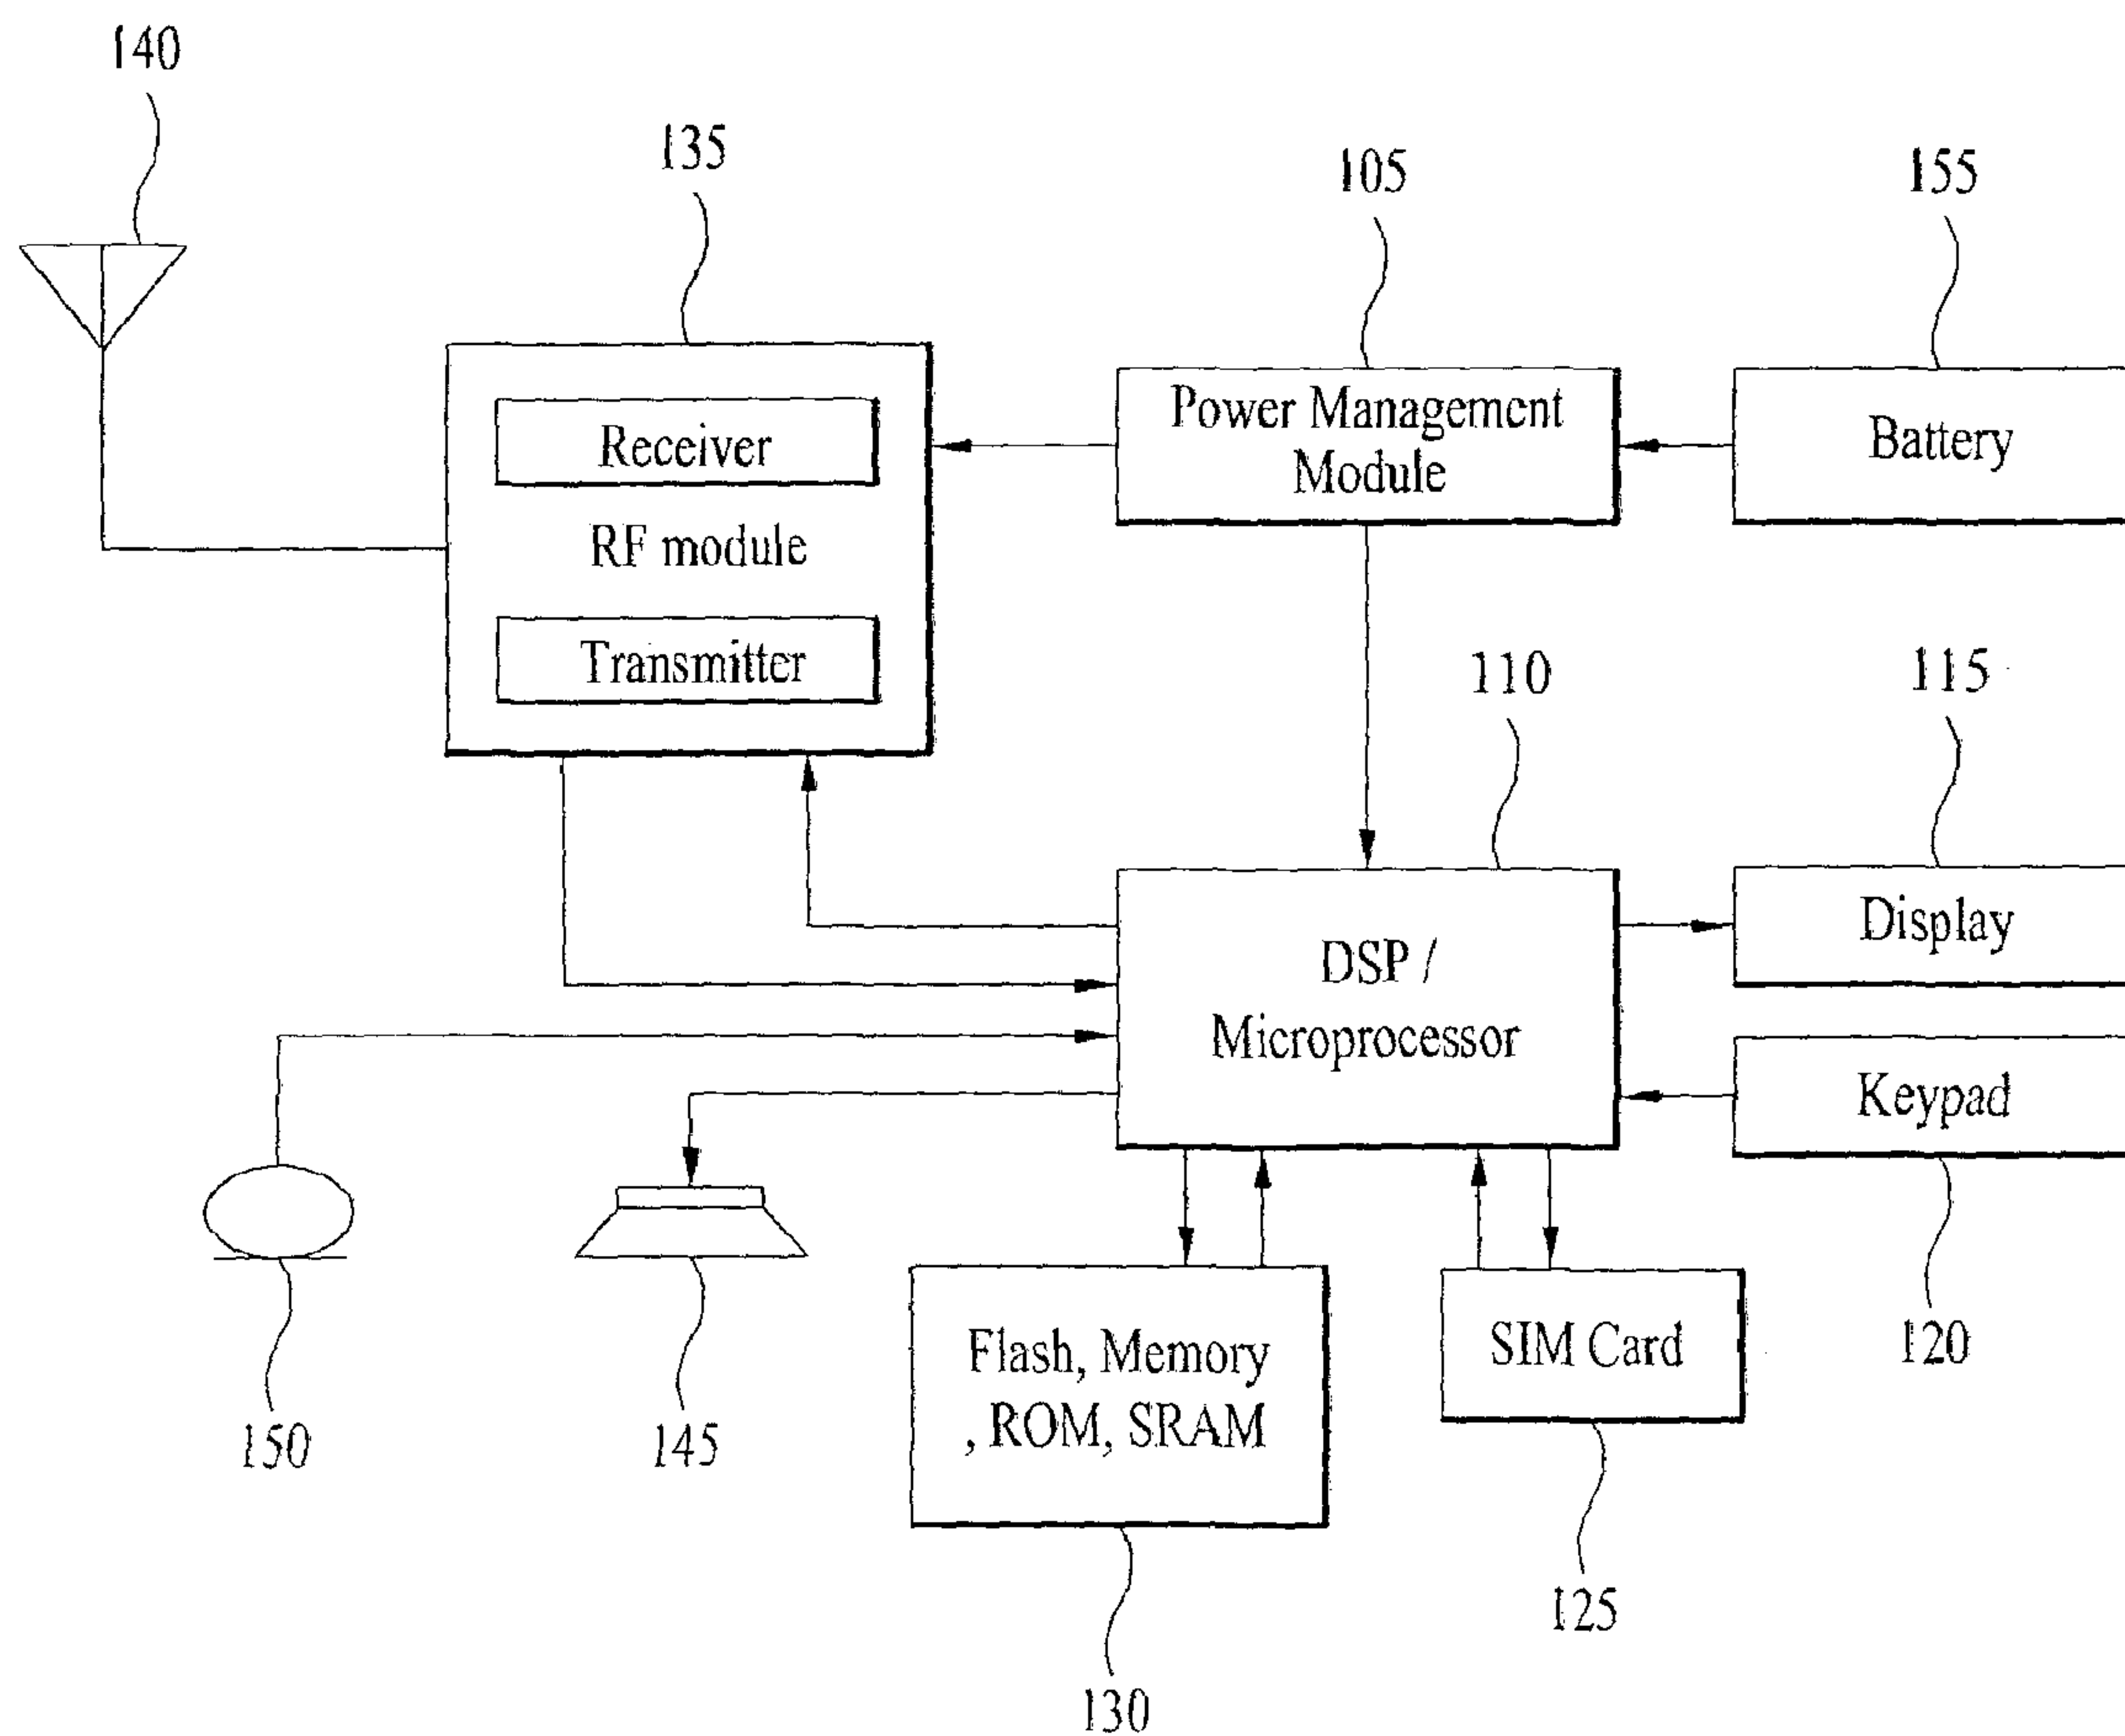 140
135
105
155
Receiver
RF module
Transmitter
Power Management
Module
Battery
110
115
DSP /
Microprocessor
Display
Keypad
120
150
145
Flash, Memory
, ROM, SRAM
SIM Card
125
130